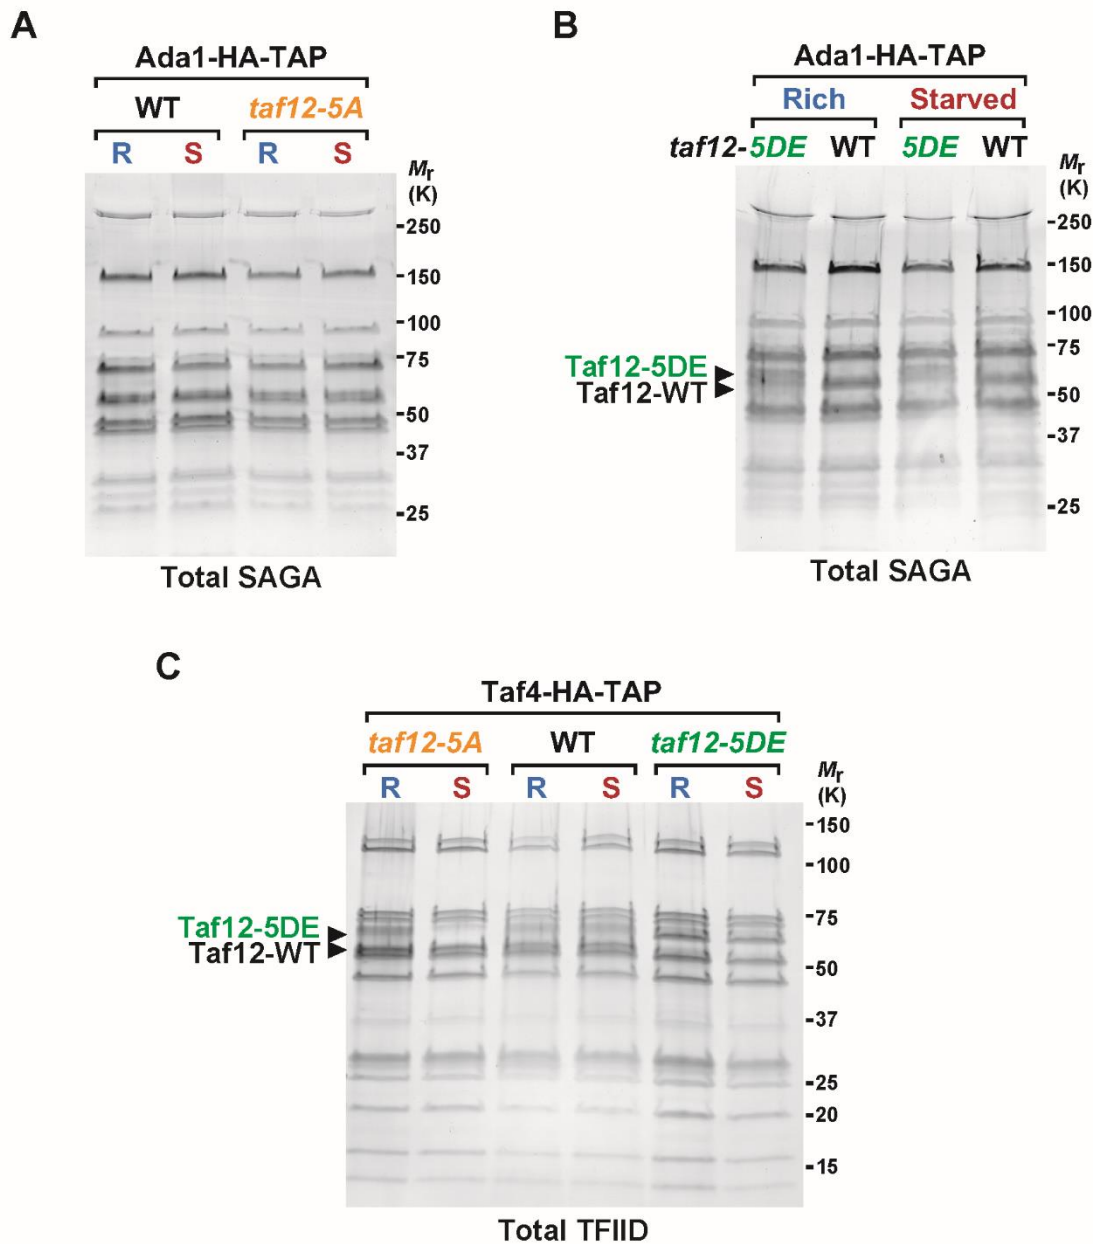 A
Ada1-HA-TAP
WT taf12-5A
R S R S
Mr
(K)
250
150
100
75
50
37
25
Total SAGA
B
Ada1-HA-TAP
Rich Starved
taf12-5DE WT 5DE WT
Mr
(K)
250
150
100
75
Taf12-5DE
Taf12-WT
50
37
25
Total SAGA
C
Taf4-HA-TAP
taf12-5A WT taf12-5DE
R S R S R S
Mr
(K)
150
100
75
Taf12-5DE
Taf12-WT
50
37
25
20
15
Total TFIID